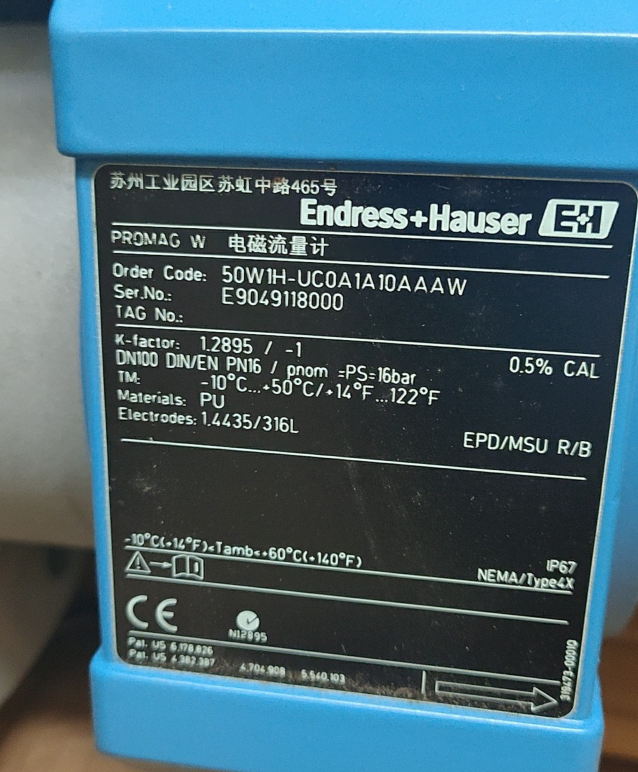 苏州工业园区苏虹中路465号
Endress+Hauser EH
PROMAG W 电磁流量计
Order Code: 50W1H-UC0A1A10AAAW
Ser.No.: E9049118000
TAG No.:
K-factor: 1.2895 / -1
0.5% CAL
DN100 DIN/EN PN16 / pnom =PS=16bar
TM: -10°C...+50°C/+14°F...122°F
Materials: PU
Electrodes: 1.4435/316L
EPD/MSU R/B
-10°C(+14°F)<Tamb<+60°C(+140°F)
IP67
NEMA/Type4X
CE
N12895
Pat. US 6.178.826
Pat. US 4.382.387 4.704.908 5.540.103
319473-00010